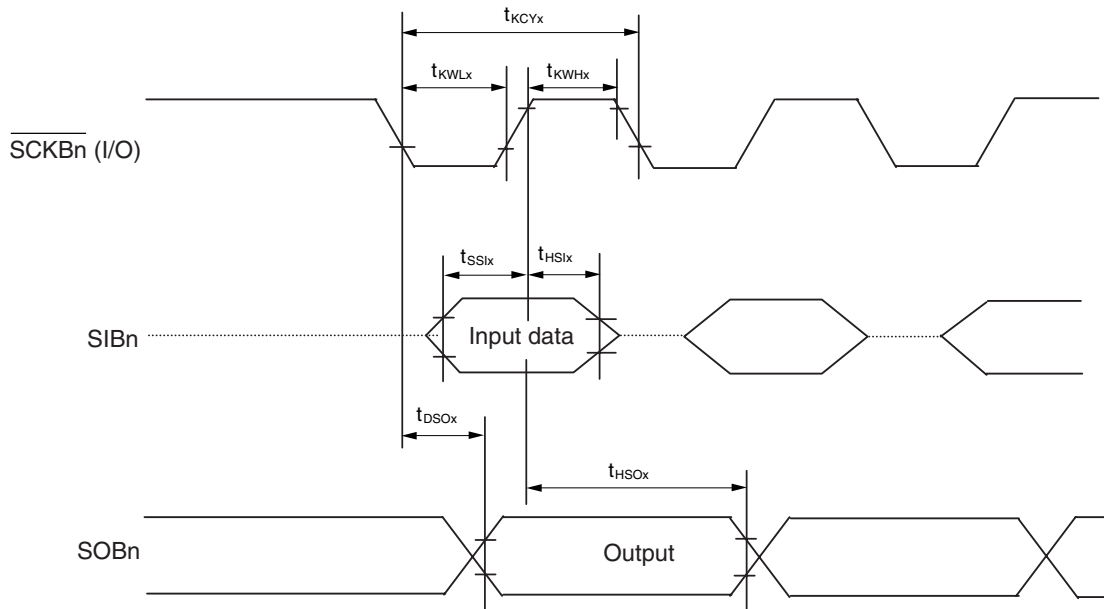 tKCYx
tKWLx
tKWHx
SCKBn (I/O)
tSSIx
tHSIx
SIBn
Input data
tDSOx
tHSOx
SOBn
Output